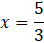 x = 5/3